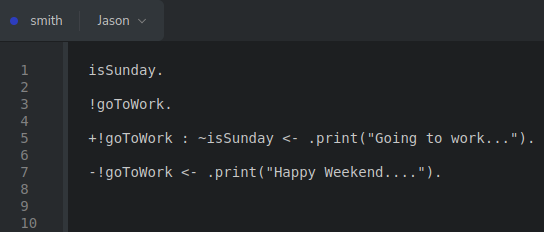 smith Jason
1 isSunday.
2
3 !goToWork.
4
5 +!goToWork : ~isSunday <- .print("Going to work...").
6
7 -!goToWork <- .print("Happy Weekend....").
8
9
10